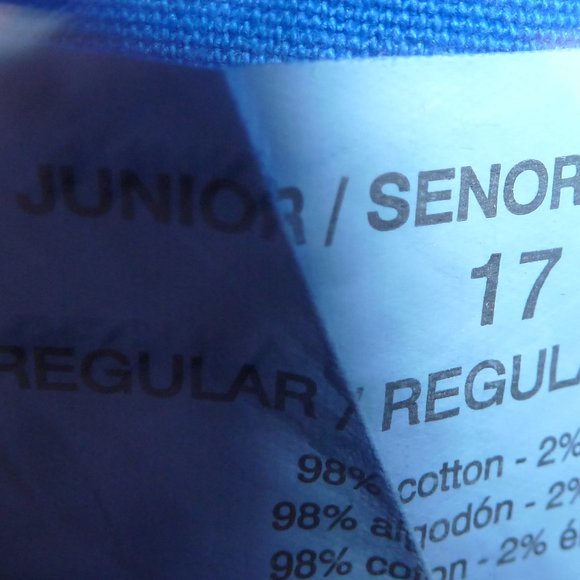 JUNIOR / SENOR
17
REGULAR / REGULA
98% cotton - 2%
98% algodón - 2%
98% coton - 2% é